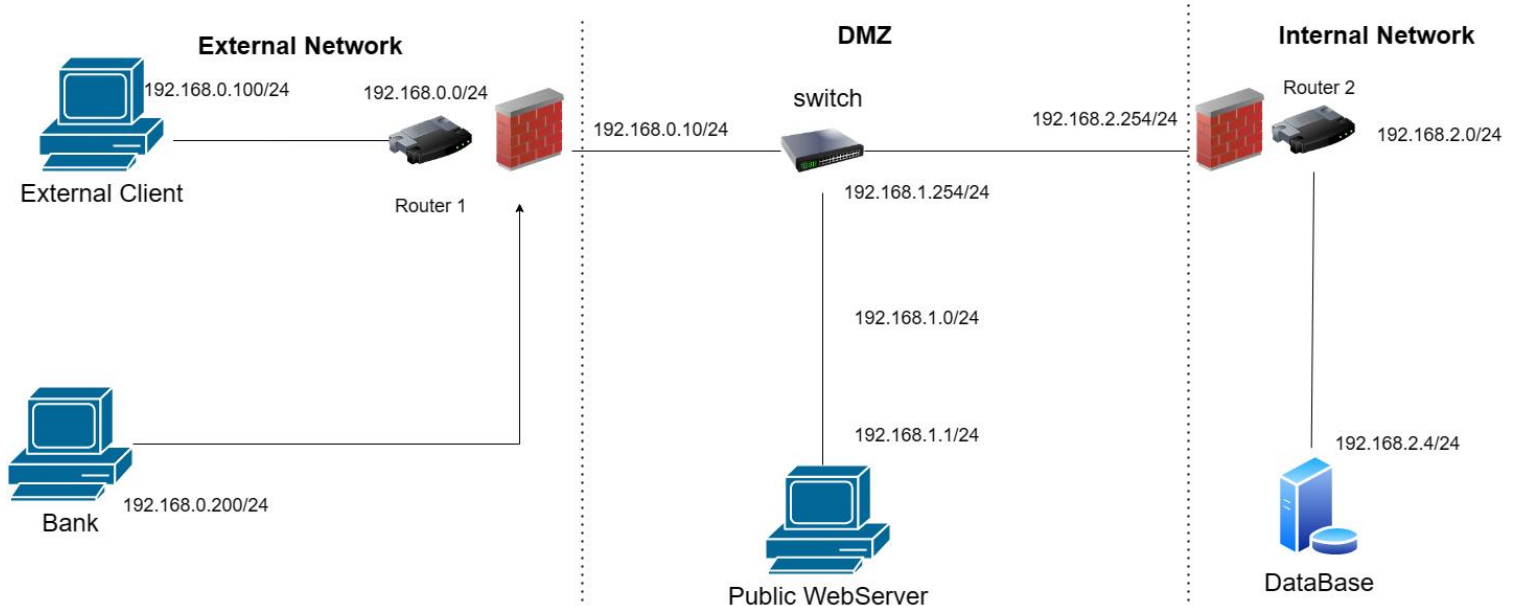 External Network
DMZ
Internal Network
192.168.0.100/24
192.168.0.0/24
switch
Router 2
192.168.0.10/24
192.168.2.254/24
192.168.2.0/24
External Client
Router 1
192.168.1.254/24
192.168.1.0/24
192.168.1.1/24
192.168.2.4/24
192.168.0.200/24
Bank
Public WebServer
DataBase